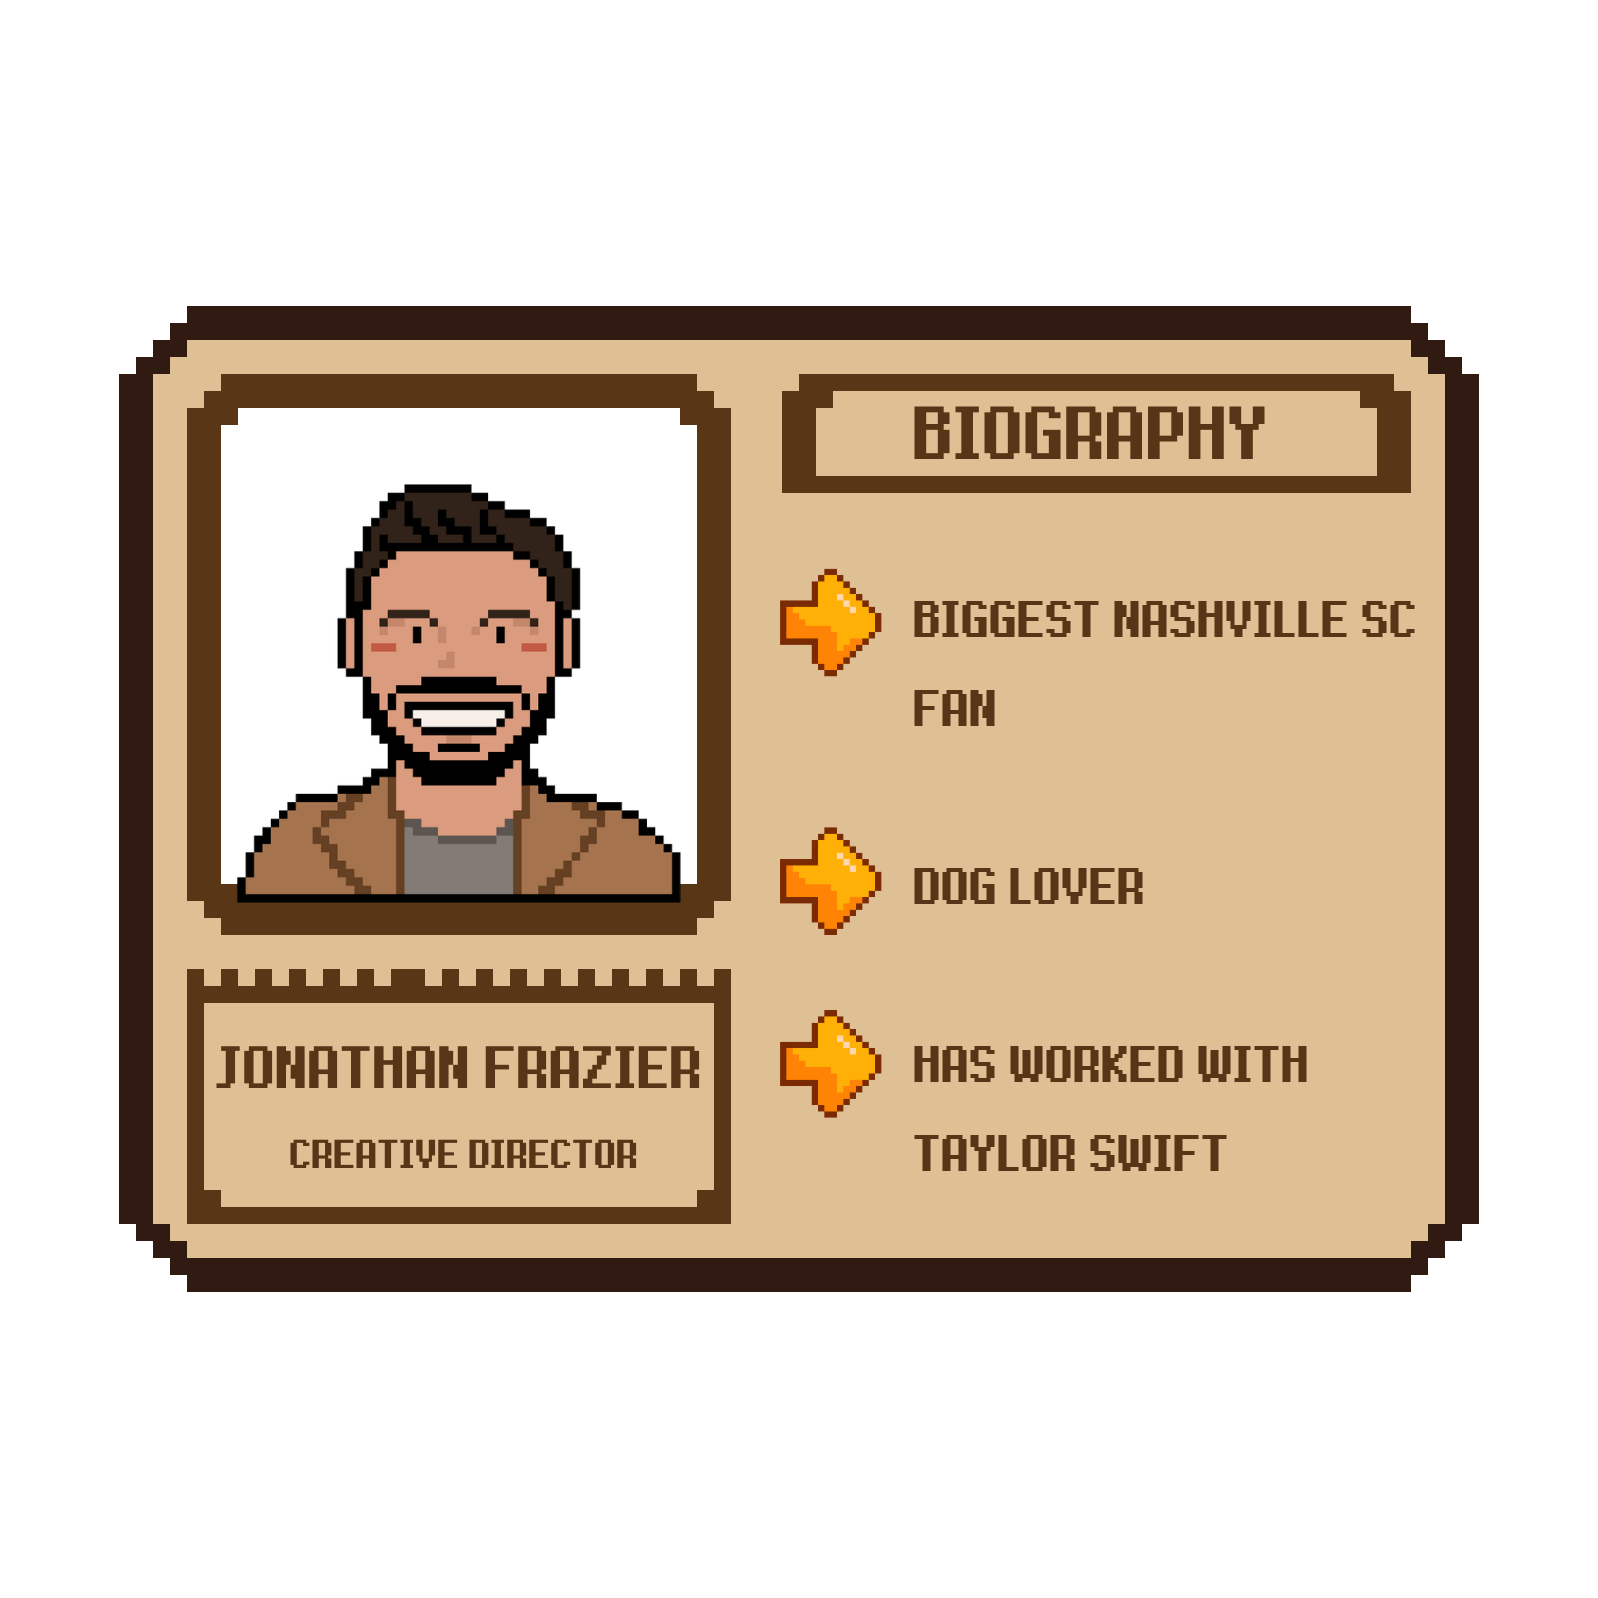 BIOGRAPHY
BIGGEST NASHVILLE SC
FAN
DOG LOVER
HAS WORKED WITH
TAYLOR SWIFT
JONATHAN FRAZIER
CREATIVE DIRECTOR